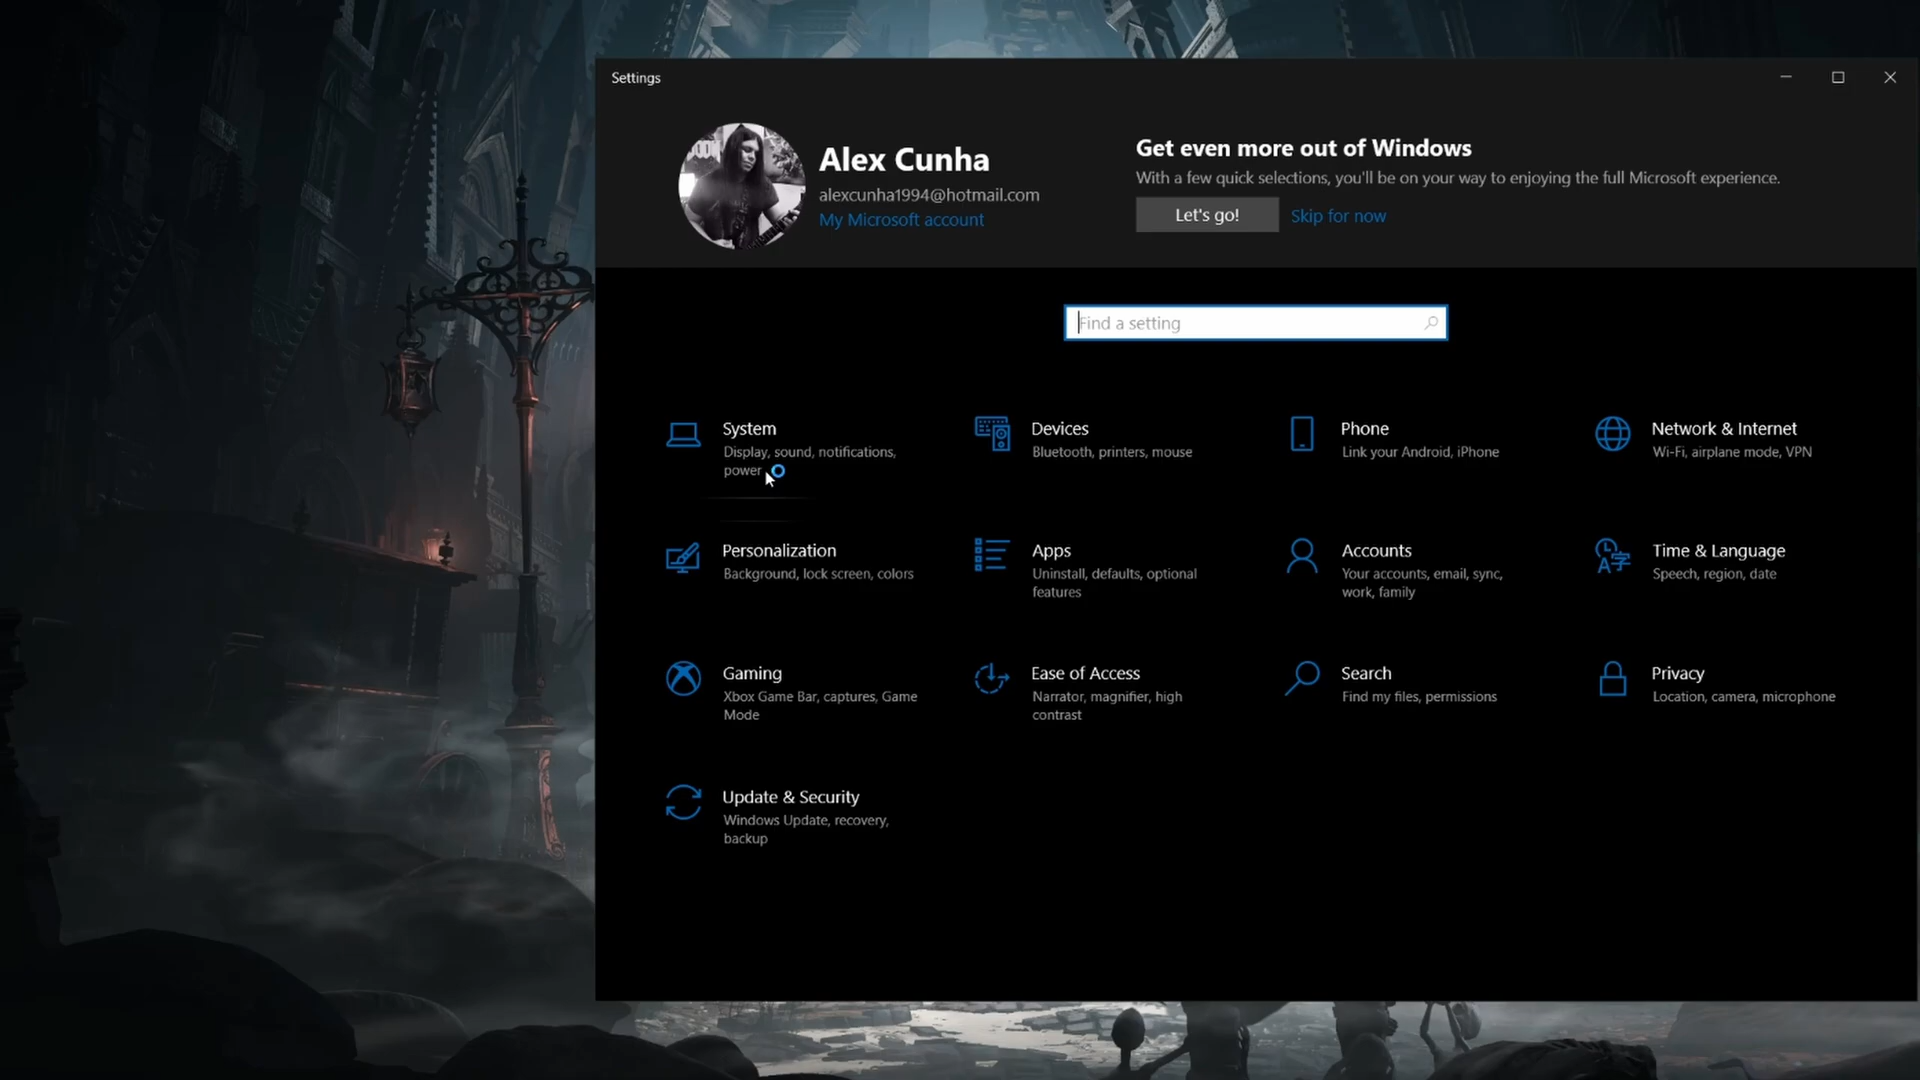 Settings
Alex Cunha
alexcunha1994@hotmail.com
My Microsoft account
Get even more out of Windows
With a few quick selections, you'll be on your way to enjoying the full Microsoft experience.
Let's go!
Skip for now
Find a setting
System
Display, sound, notifications,
power
Devices
Bluetooth, printers, mouse
Phone
Link your Android, iPhone
Network & Internet
Wi-Fi, airplane mode, VPN
Personalization
Background, lock screen, colors
Apps
Uninstall, defaults, optional
features
Accounts
Your accounts, email, sync,
work, family
Time & Language
Speech, region, date
Gaming
Xbox Game Bar, captures, Game
Mode
Ease of Access
Narrator, magnifier, high
contrast
Search
Find my files, permissions
Privacy
Location, camera, microphone
Update & Security
Windows Update, recovery,
backup